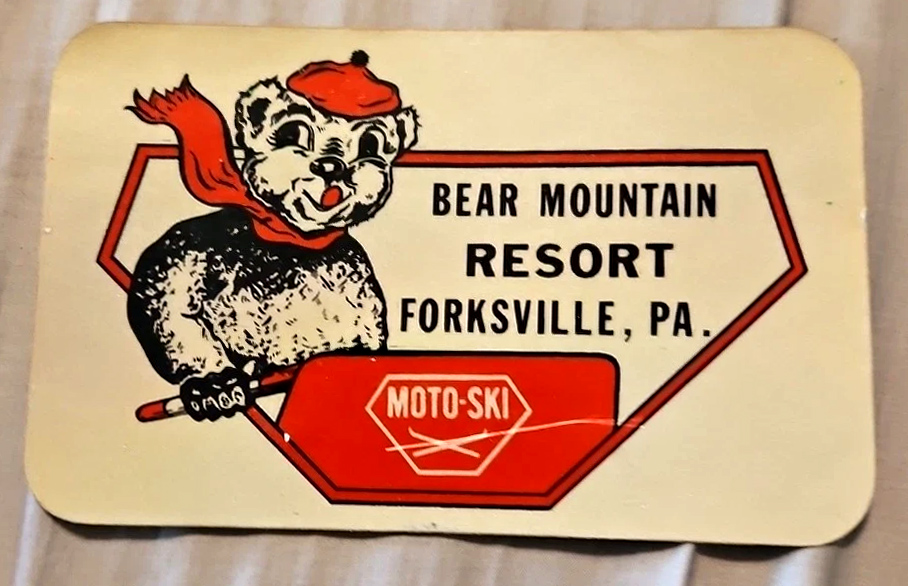 BEAR MOUNTAIN
RESORT
FORKSVILLE, PA.
MOTO-SKI